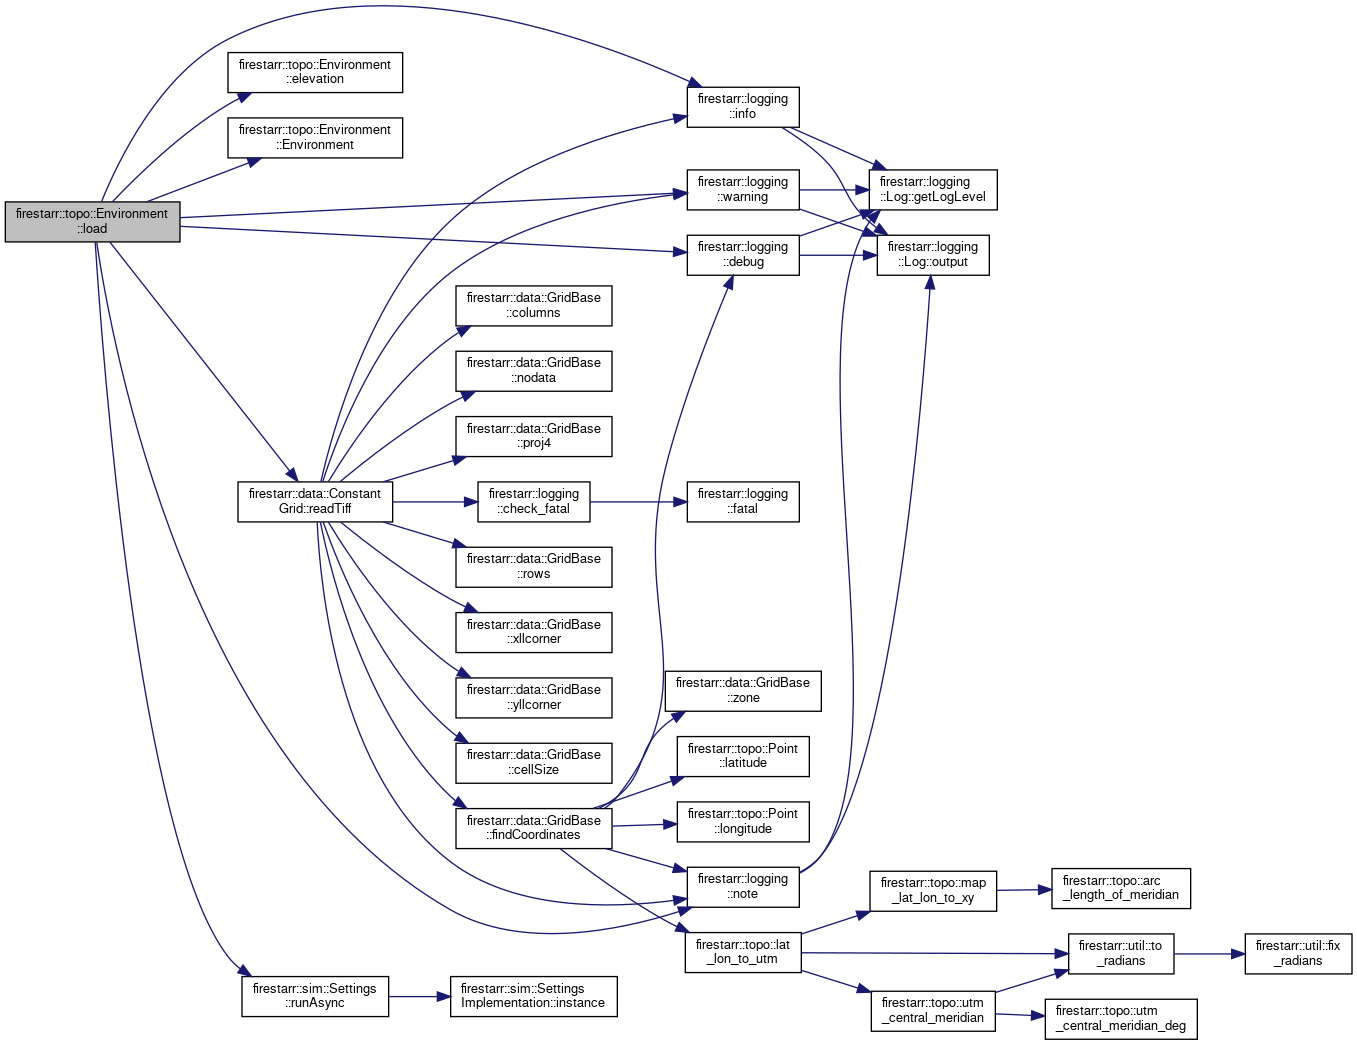 firestarr::topo::Environment
::load
firestarr::topo::Environment
::elevation
firestarr::topo::Environment
::Environment
firestarr::data::Constant
Grid::readTiff
firestarr::sim::Settings
::runAsync
firestarr::data::GridBase
::columns
firestarr::data::GridBase
::nodata
firestarr::data::GridBase
::proj4
firestarr::logging
::check_fatal
firestarr::data::GridBase
::rows
firestarr::data::GridBase
::xllcorner
firestarr::data::GridBase
::yllcorner
firestarr::data::GridBase
::cellSize
firestarr::data::GridBase
::findCoordinates
firestarr::sim::Settings
Implementation::instance
firestarr::logging
::info
firestarr::logging
::warning
firestarr::logging
::debug
firestarr::logging
::fatal
firestarr::data::GridBase
::zone
firestarr::topo::Point
::latitude
firestarr::topo::Point
::longitude
firestarr::logging
::note
firestarr::topo::lat
_lon_to_utm
firestarr::logging
::Log::getLogLevel
firestarr::logging
::Log::output
firestarr::topo::map
_lat_lon_to_xy
firestarr::topo::utm
_central_meridian
firestarr::topo::arc
_length_of_meridian
firestarr::util::to
_radians
firestarr::topo::utm
_central_meridian_deg
firestarr::util::fix
_radians